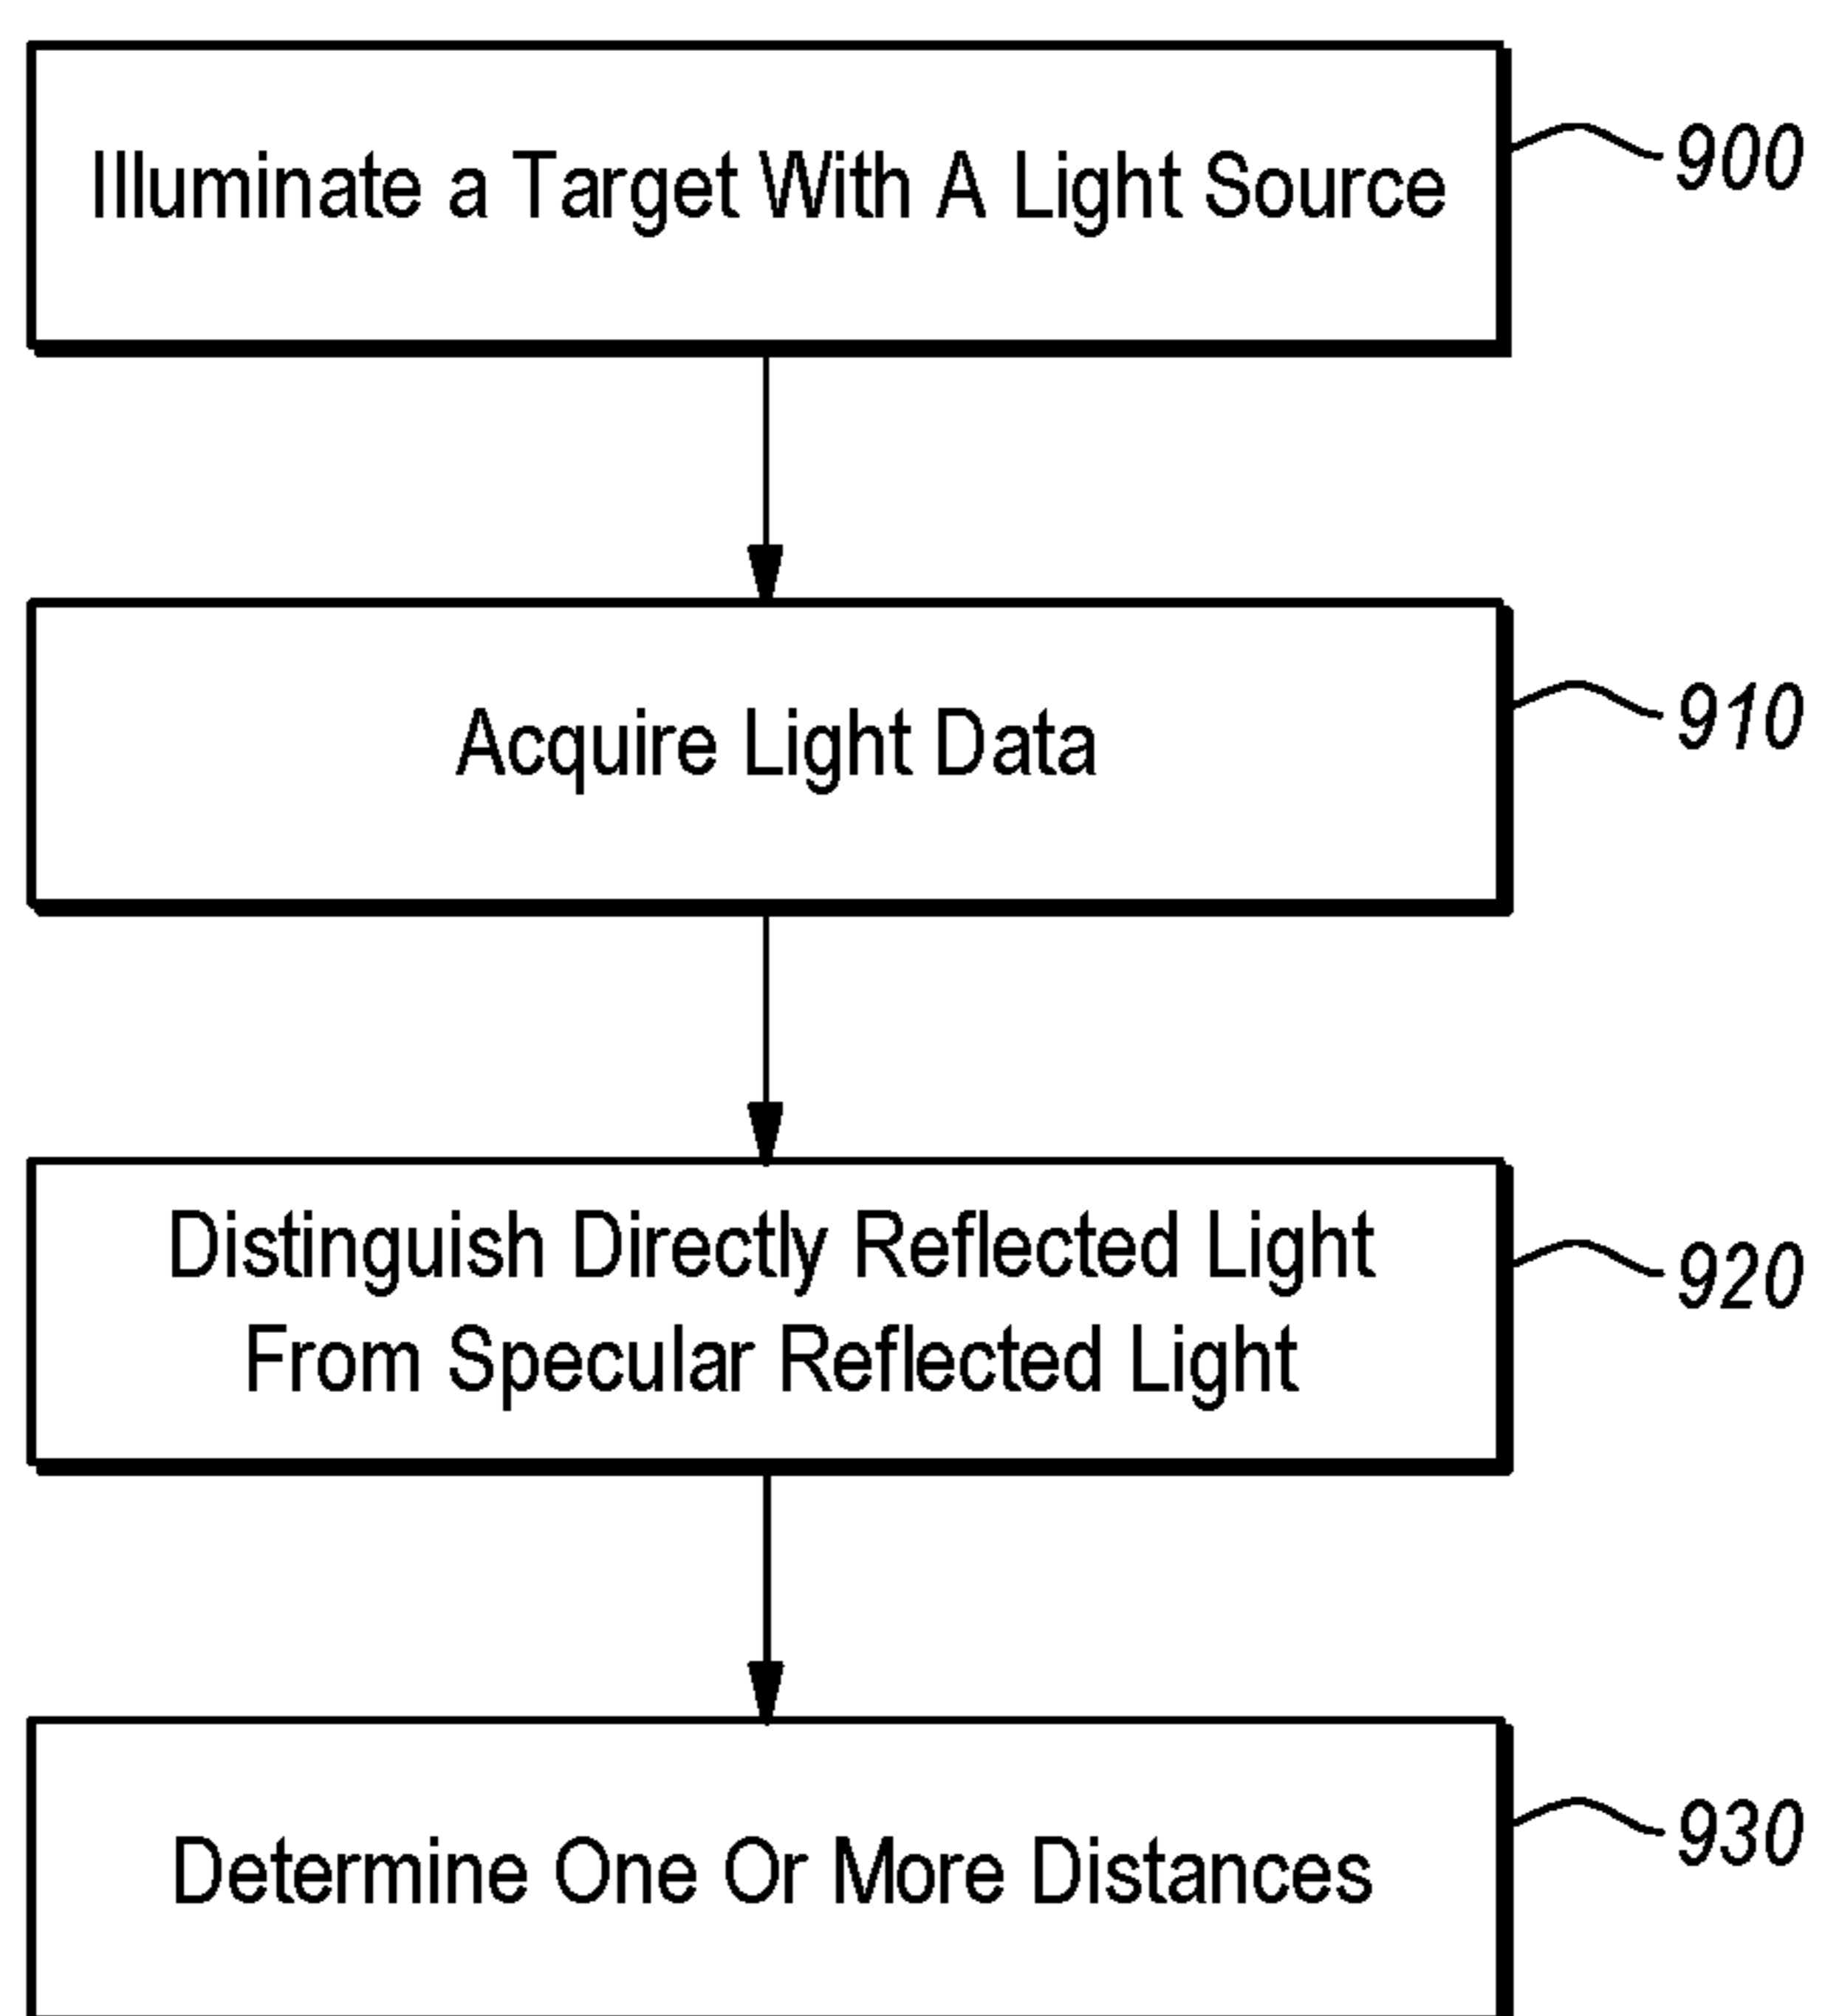 Illuminate a Target With A Light Source
900
Acquire Light Data
910
Distinguish Directly Reflected Light
From Specular Reflected Light
920
Determine One Or More Distances
930